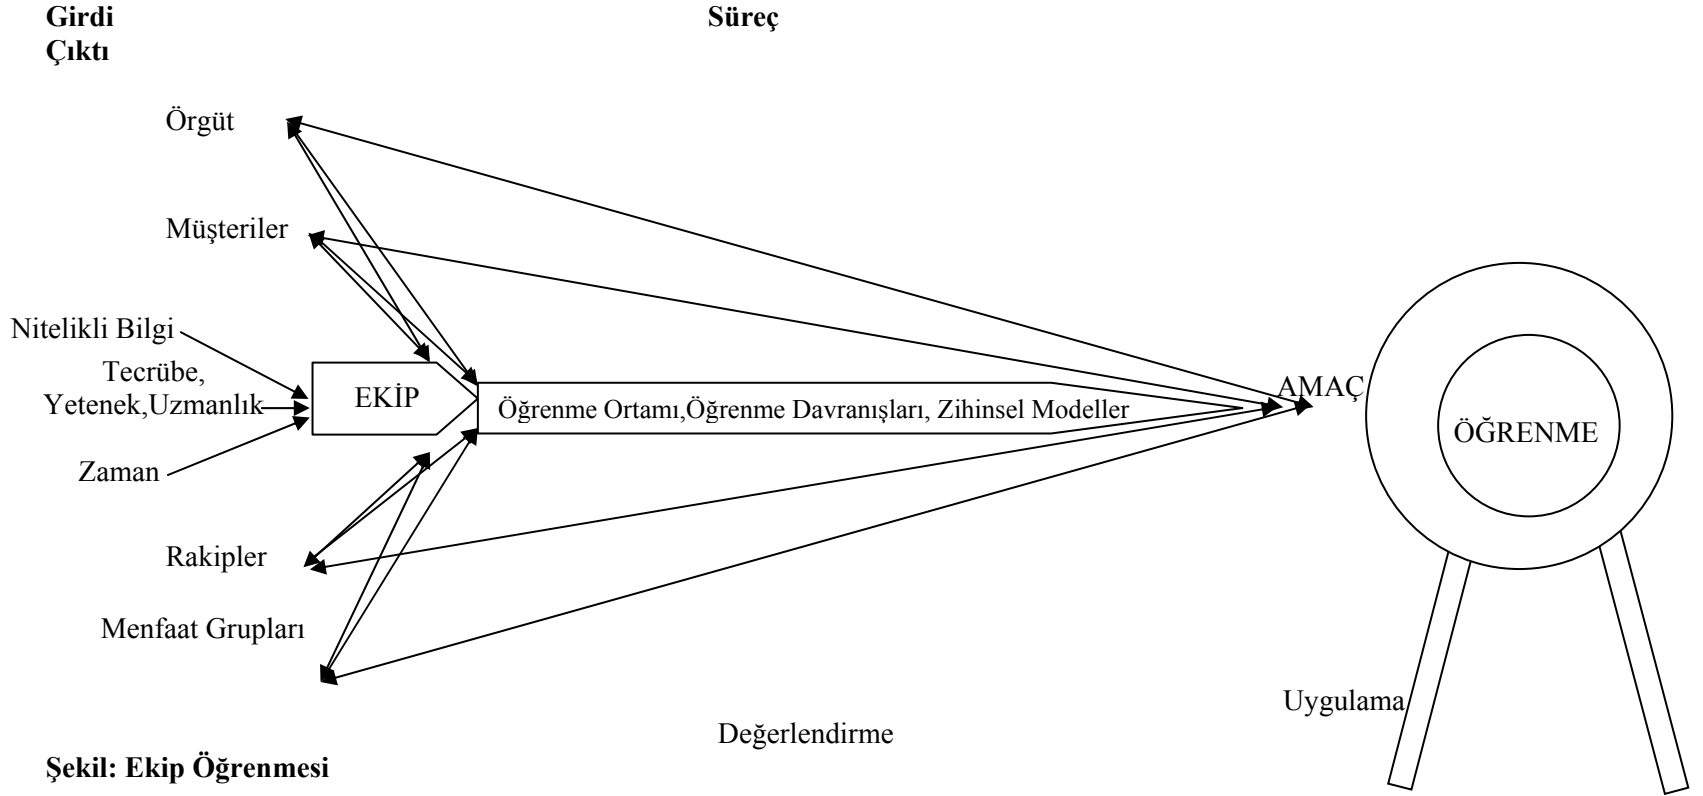 Girdi Süreç
Çıktı
Örgüt
Müşteriler
Nitelikli Bilgi
Tecrübe,
Yetenek,Uzmanlık
EKİP
Öğrenme Ortamı,Öğrenme Davranışları, Zihinsel Modeller
AMAÇ
ÖĞRENME
Zaman
Rakipler
Menfaat Grupları
Uygulama
Değerlendirme
Şekil: Ekip Öğrenmesi